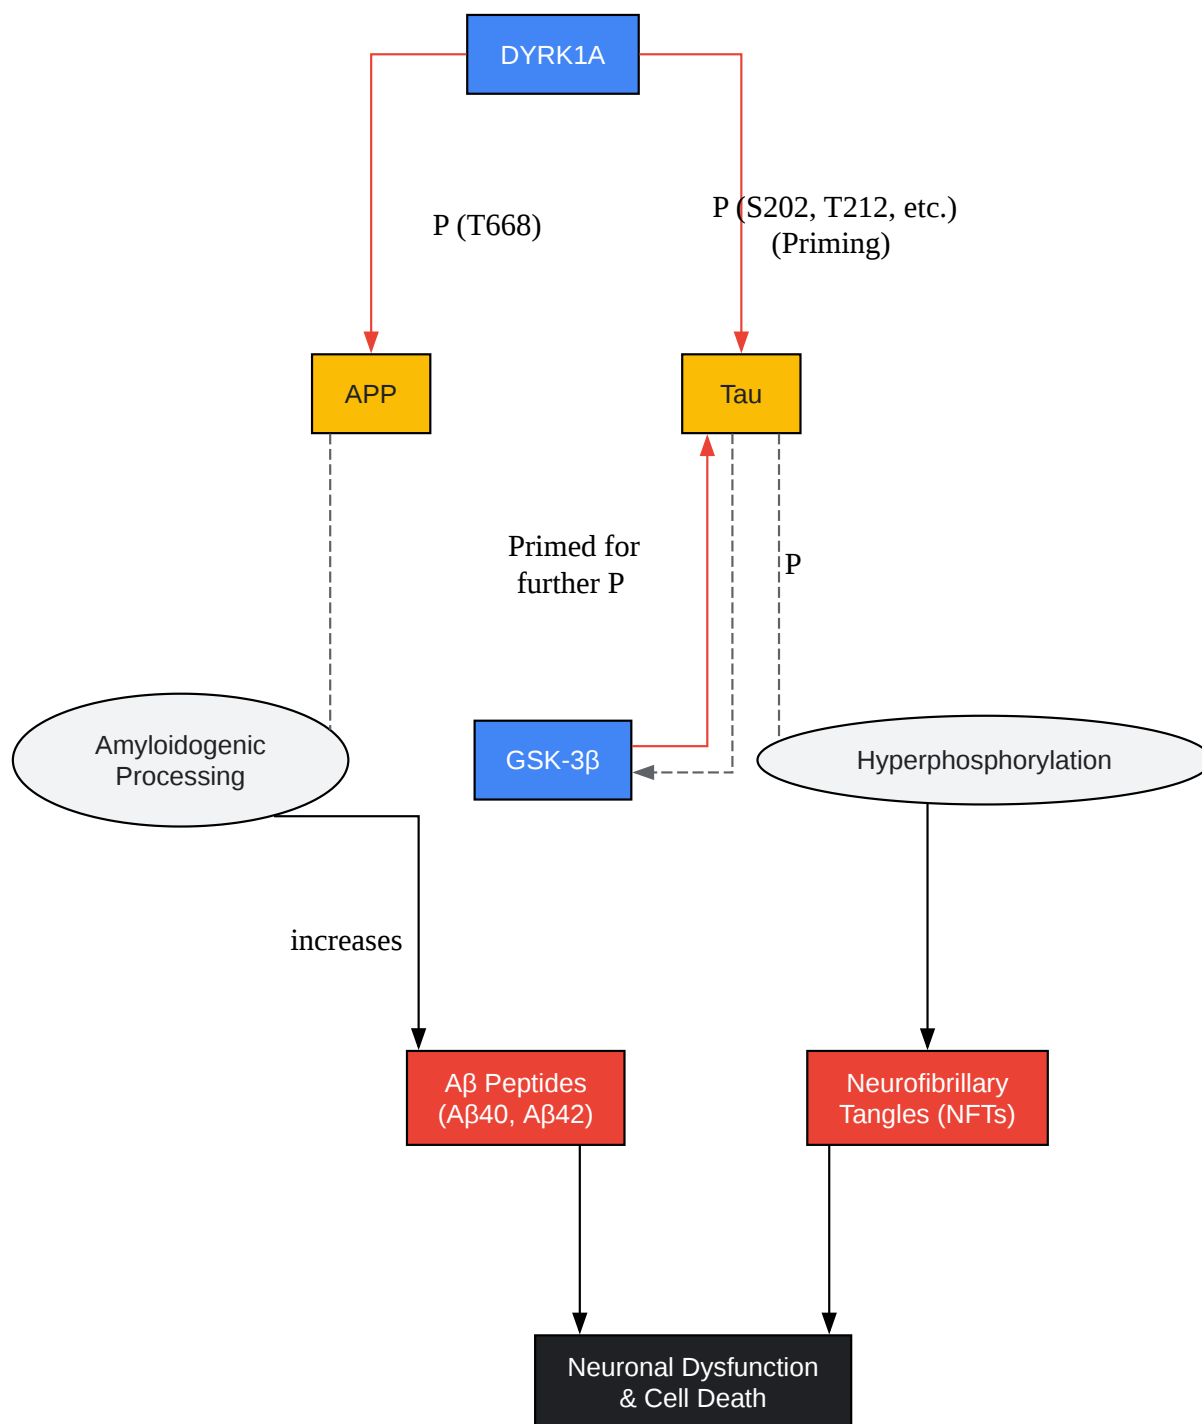 DYRK1A
P (T668)
P (S202, T212, etc.)
(Priming)
APP
Tau
Primed for
further P
P
Amyloidogenic
Processing
GSK-3β
Hyperphosphorylation
increases
Aβ Peptides
(Aβ40, Aβ42)
Neurofibrillary
Tangles (NFTs)
Neuronal Dysfunction
& Cell Death